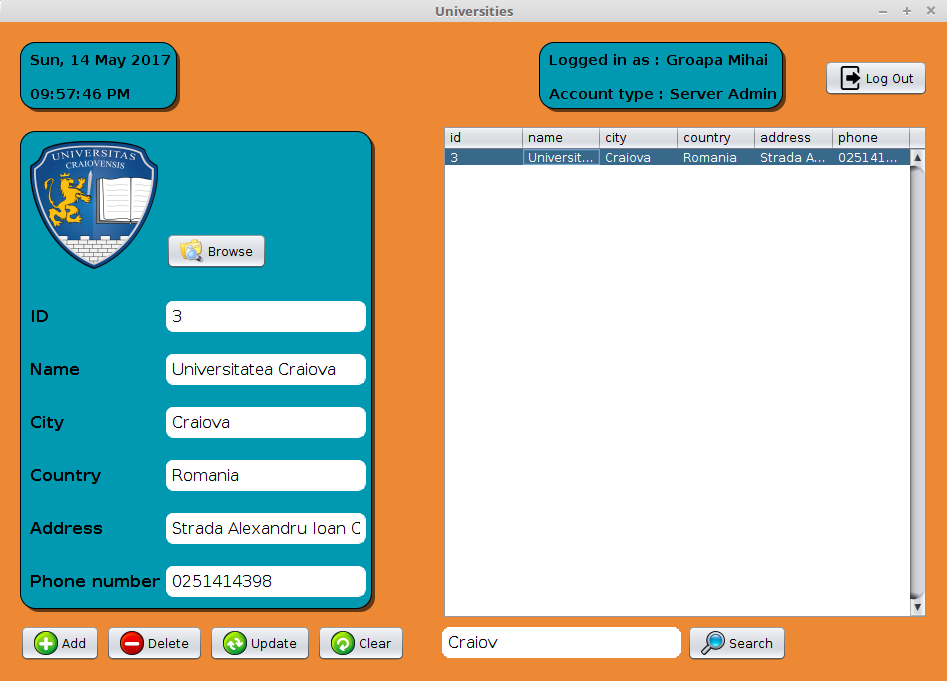 Universities
Sun, 14 May 2017
09:57:46 PM
Logged in as : Groapa Mihai
Account type : Server Admin
Log Out
UNIVERSITAS
CRAIOVENSIS
Browse
ID 3
Name Universitatea Craiova
City Craiova
Country Romania
Address Strada Alexandru Ioan C
Phone number 0251414398
Add Delete Update Clear
id name city country address phone
3 Universit... Craiova Romania Strada A... 025141...
Craiov Search